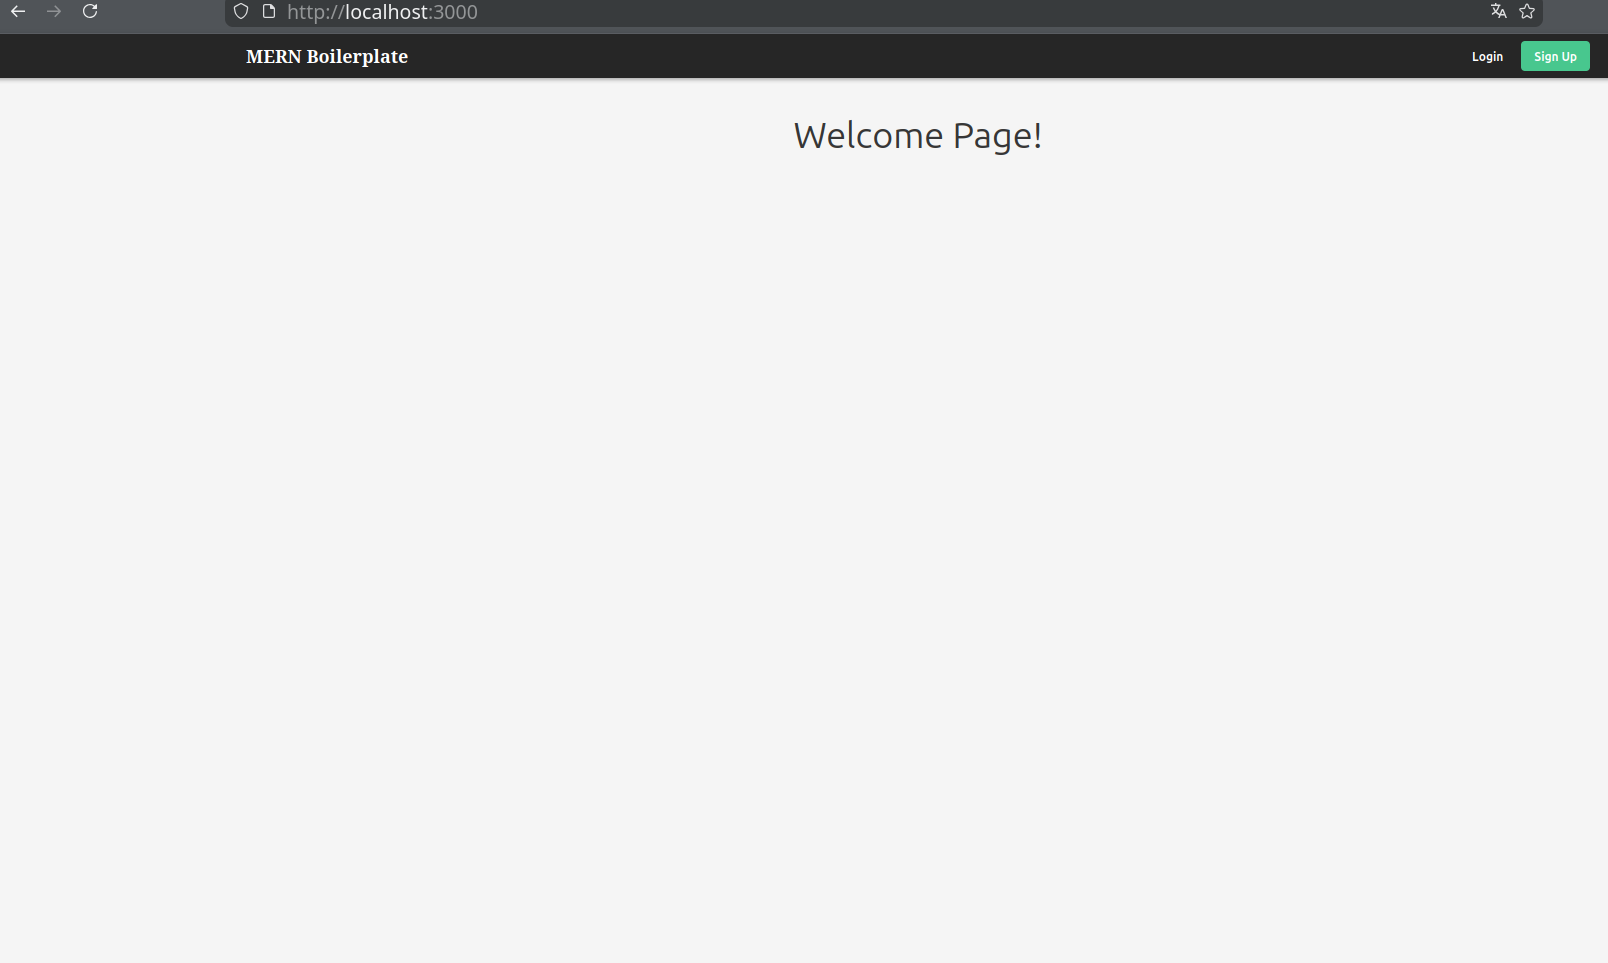 http://localhost:3000
MERN Boilerplate
Login
Sign Up
Welcome Page!